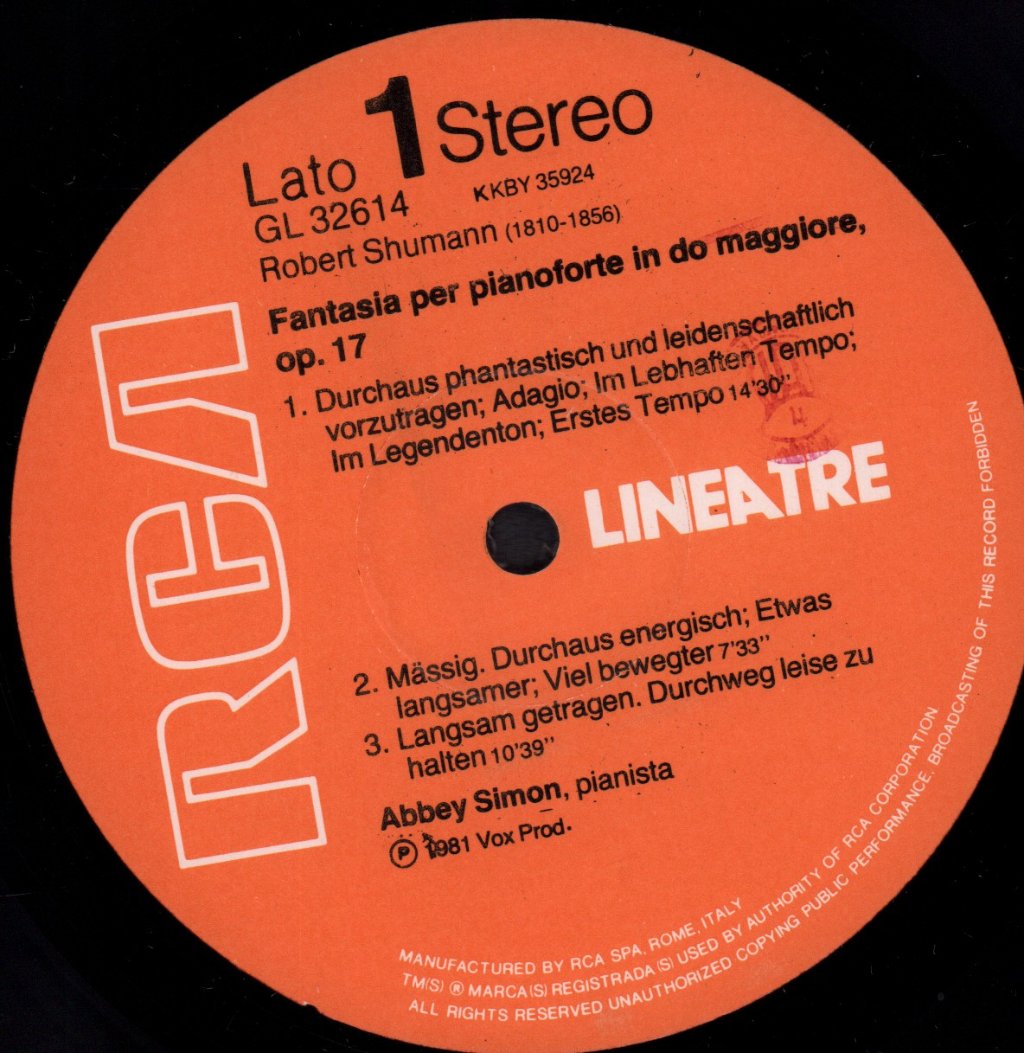 Lato 1 Stereo
GL 32614 KKBY 35924
Robert Shumann (1810-1856)
Fantasia per pianoforte in do maggiore,
op. 17
1. Durchaus phantastisch und leidenschaftlich
vorzutragen; Adagio; Im Lebhaften Tempo;
Im Legendenton; Erstes Tempo 14'30"
RCA
LINEATRE
2. Mässig. Durchaus energisch; Etwas
langsamer; Viel bewegter 7'33"
3. Langsam getragen. Durchweg leise zu
halten 10'39"
Abbey Simon, pianista
Ⓟ 1981 Vox Prod.
MANUFACTURED BY RCA SPA, ROME, ITALY
TM(S) ® MARCA(S) REGISTRADA(S) USED BY AUTHORITY OF RCA CORPORATION
ALL RIGHTS RESERVED UNAUTHORIZED COPYING PUBLIC PERFORMANCE, BROADCASTING OF THIS RECORD FORBIDDEN